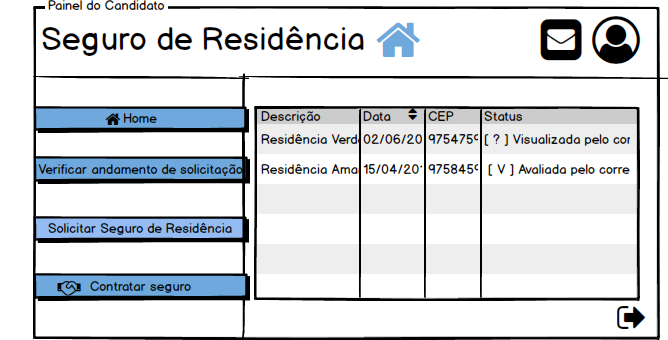 Painel do Candidato
Seguro de Residência
Home
Verificar andamento de solicitação
Solicitar Seguro de Residência
Contratar seguro
Descrição Data CEP Status
Residência Verd 02/06/20 9754759 [ ? ] Visualizada pelo cor
Residência Ama 15/04/20 9758459 [ V ] Avaliada pelo corre